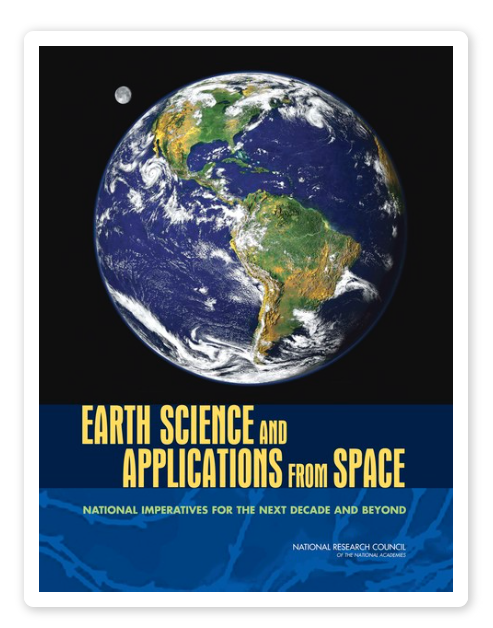 EARTH SCIENCE AND
APPLICATIONS FROM SPACE
NATIONAL IMPERATIVES FOR THE NEXT DECADE AND BEYOND
NATIONAL RESEARCH COUNCIL
OF THE NATIONAL ACADEMIES